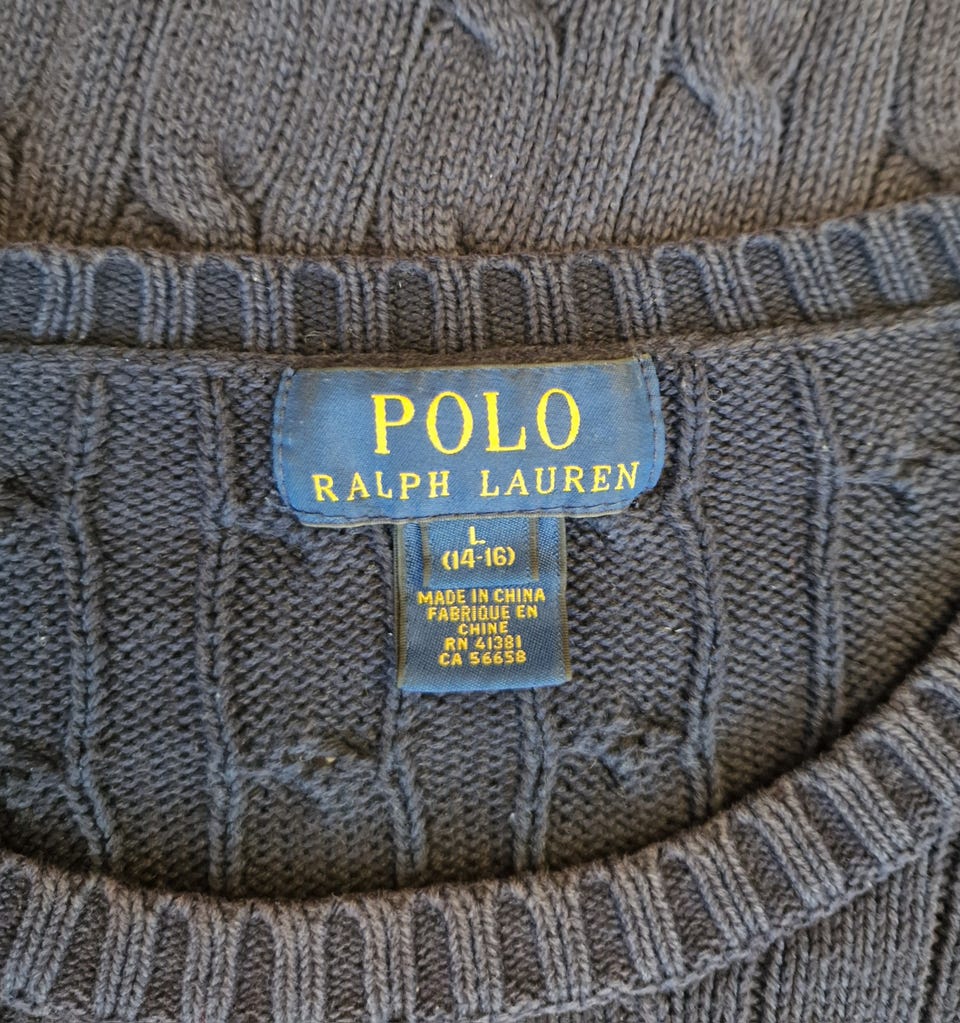 POLO
RALPH LAUREN
L
(14-16)
MADE IN CHINA
FABRIQUE EN
CHINE
RN 41381
CA 56658